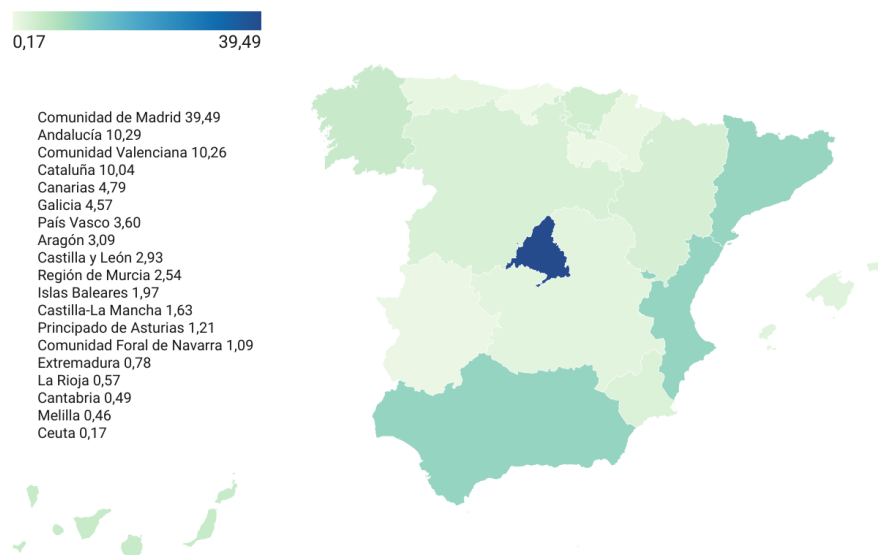 0,17 39,49
Comunidad de Madrid 39,49
Andalucía 10,29
Comunidad Valenciana 10,26
Cataluña 10,04
Canarias 4,79
Galicia 4,57
País Vasco 3,60
Aragón 3,09
Castilla y León 2,93
Región de Murcia 2,54
Islas Baleares 1,97
Castilla-La Mancha 1,63
Principado de Asturias 1,21
Comunidad Foral de Navarra 1,09
Extremadura 0,78
La Rioja 0,57
Cantabria 0,49
Melilla 0,46
Ceuta 0,17